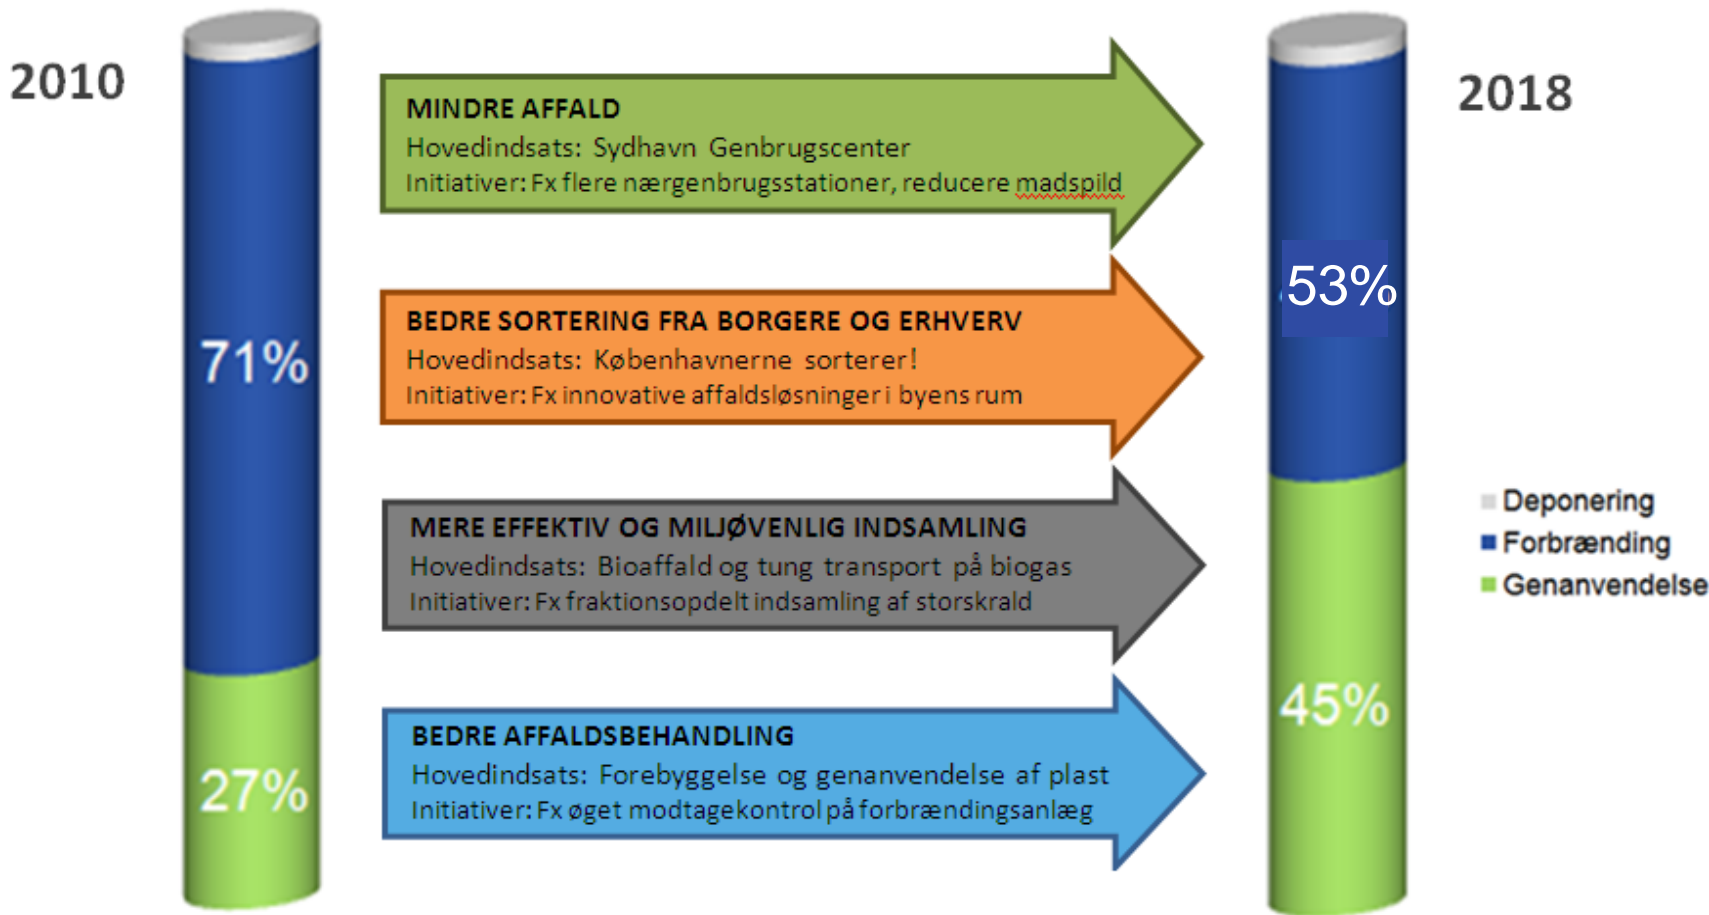 2010
71%
27%
MINDRE AFFALD
Hovedindsats: Sydhavn Genbrugscenter
Initiativer: Fx flere nærgenbrugsstationer, reducere madspild
BEDRE SORTERING FRA BORGERE OG ERHVERV
Hovedindsats: Københavnerne sorterer!
Initiativer: Fx innovative affaldsløsninger i byens rum
MERE EFFEKTIV OG MILJØVENLIG INDSAMLING
Hovedindsats: Bioaffald og tung transport på biogas
Initiativer: Fx fraktionsopdelt indsamling af storskrald
BEDRE AFFALDSBEHANDLING
Hovedindsats: Forebyggelse og genanvendelse af plast
Initiativer: Fx øget modtagekontrol på forbrændingsanlæg
2018
53%
45%
Deponering
Forbrænding
Genanvendelse